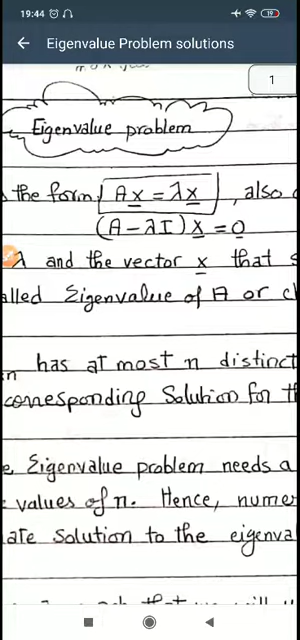 19:44
19
Eigenvalue Problem solutions
1
Eigenvalue problem
the form Ax = λx, also
(A - λI) x = 0
λ and the vector x that s
alled Eigenvalue of A or c
has at most n distinct
n
corresponding Solution for th
e Eigenvalue problem needs a
values of n. Hence, numer
ate solution to the eigenva